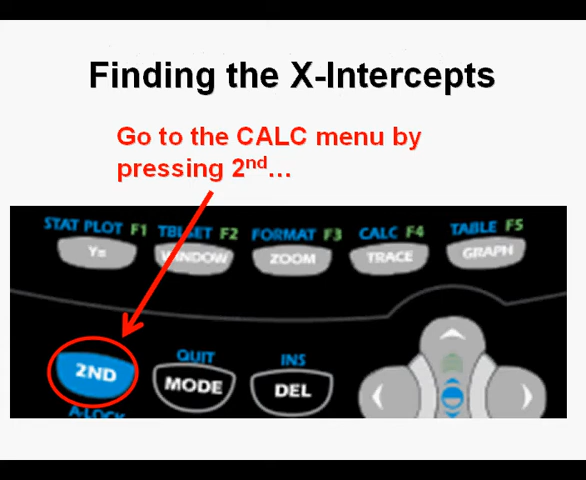 Finding the X-Intercepts
Go to the CALC menu by
pressing 2nd...
STAT PLOT F1 TBLSET F2 FORMAT F3 CALC F4 TABLE F5
Y= WINDOW ZOOM TRACE GRAPH
QUIT INS
2ND MODE DEL
A-LOCK